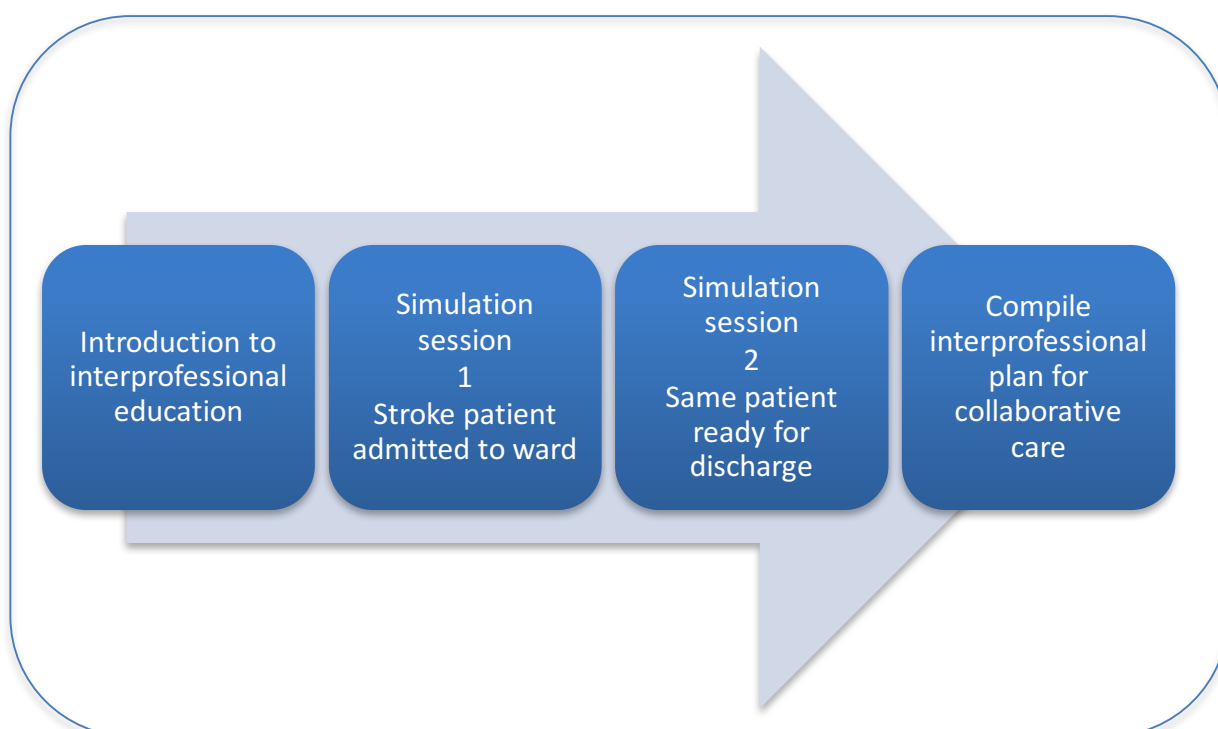 Introduction to
interprofessional
education
Simulation
session
1
Stroke patient
admitted to ward
Simulation
session
2
Same patient
ready for
discharge
Compile
interprofessional
plan for
collaborative
care